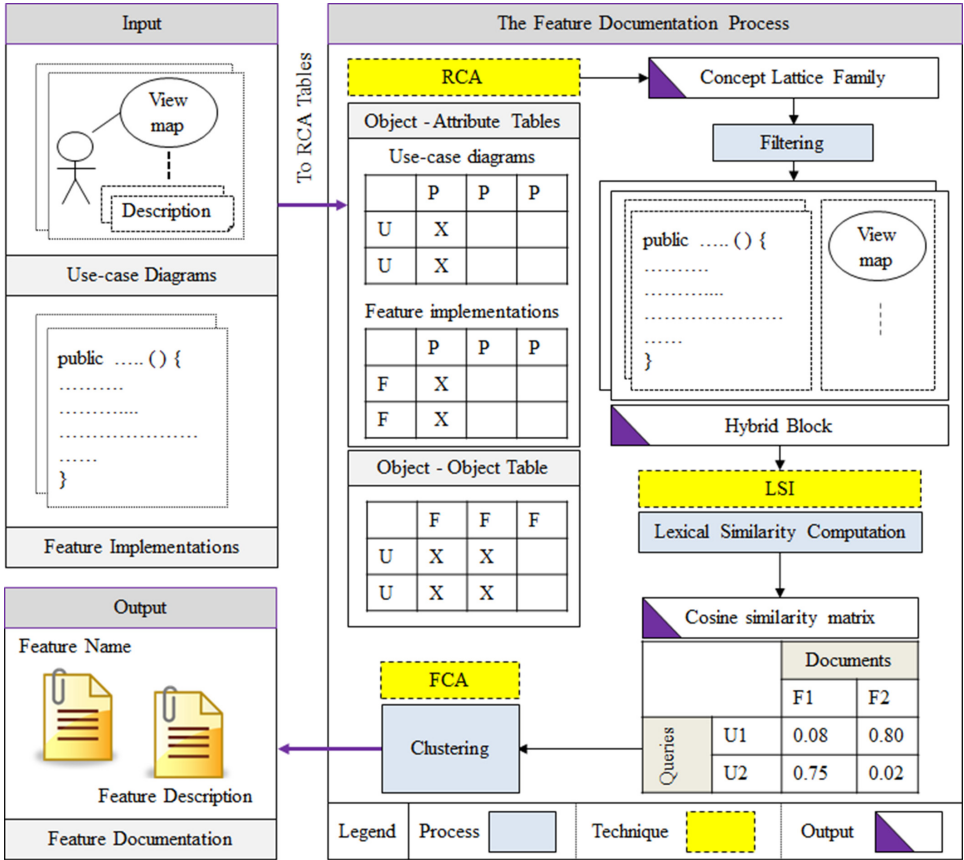 Input
View
map
Description
Use-case Diagrams
public ..... ( ) {
..........
............
.....................
......
}
Feature Implementations
To RCA Tables
The Feature Documentation Process
RCA
Object - Attribute Tables
Use-case diagrams
P P P
U X
U X
Feature implementations
P P P
F X
F X
Object - Object Table
F F F
U X X
U X X
Concept Lattice Family
Filtering
public ..... ( ) {
..........
............
.....................
......
}
View
map
Hybrid Block
LSI
Lexical Similarity Computation
Cosine similarity matrix
Documents
F1 F2
Queries
U1 0.08 0.80
U2 0.75 0.02
FCA
Clustering
Output
Feature Name
Feature Description
Feature Documentation
Legend Process Technique Output